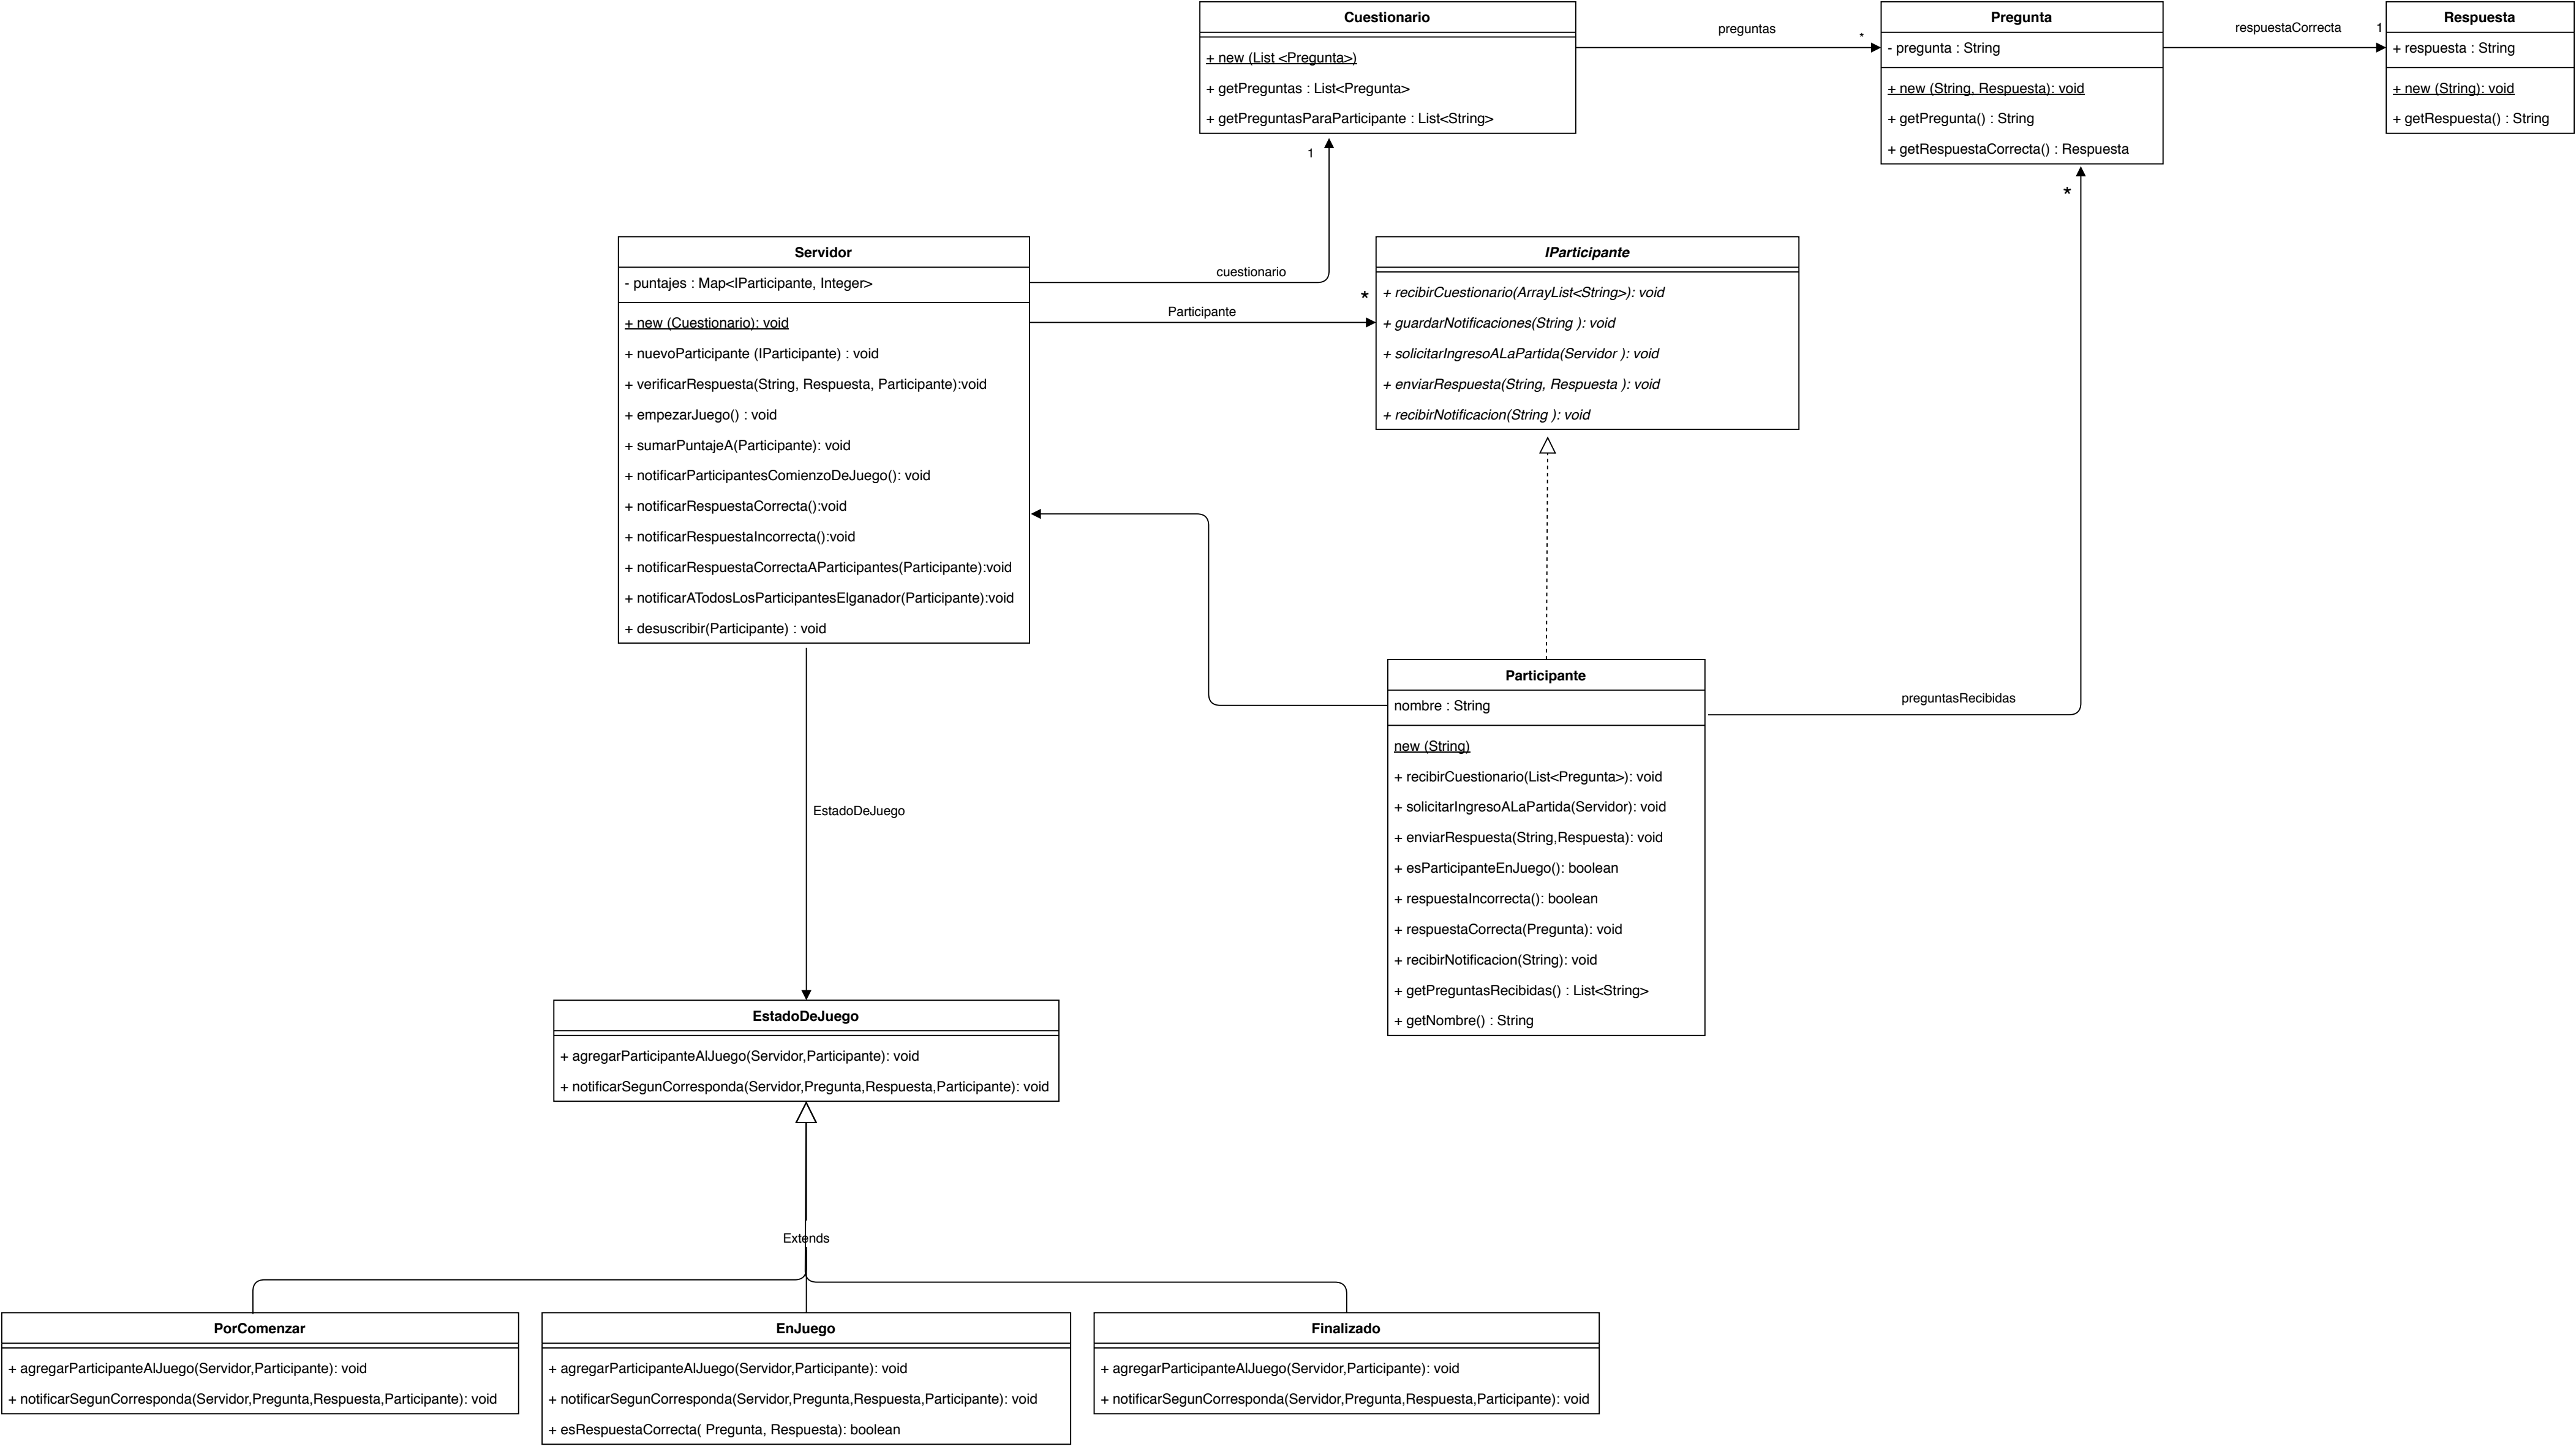 Cuestionario
+ new (List <Pregunta>)
+ getPreguntas : List<Pregunta>
+ getPreguntasParaParticipante : List<String>
preguntas
*
Pregunta
- pregunta : String
+ new (String, Respuesta): void
+ getPregunta() : String
+ getRespuestaCorrecta() : Respuesta
respuestaCorrecta
1
Respuesta
+ respuesta : String
+ new (String): void
+ getRespuesta() : String
1
*
Servidor
- puntajes : Map<IParticipante, Integer>
+ new (Cuestionario): void
+ nuevoParticipante (IParticipante) : void
+ verificarRespuesta(String, Respuesta, Participante):void
+ empezarJuego() : void
+ sumarPuntajeA(Participante): void
+ notificarParticipantesComienzoDeJuego(): void
+ notificarRespuestaCorrecta():void
+ notificarRespuestaIncorrecta():void
+ notificarRespuestaCorrectaAParticipantes(Participante):void
+ notificarATodosLosParticipantesElganador(Participante):void
+ desuscribir(Participante) : void
cuestionario
Participante
*
IParticipante
+ recibirCuestionario(ArrayList<String>): void
+ guardarNotificaciones(String ): void
+ solicitarIngresoALaPartida(Servidor ): void
+ enviarRespuesta(String, Respuesta ): void
+ recibirNotificacion(String ): void
Participante
nombre : String
new (String)
+ recibirCuestionario(List<Pregunta>): void
+ solicitarIngresoALaPartida(Servidor): void
+ enviarRespuesta(String,Respuesta): void
+ esParticipanteEnJuego(): boolean
+ respuestaIncorrecta(): boolean
+ respuestaCorrecta(Pregunta): void
+ recibirNotificacion(String): void
+ getPreguntasRecibidas() : List<String>
+ getNombre() : String
preguntasRecibidas
EstadoDeJuego
EstadoDeJuego
+ agregarParticipanteAlJuego(Servidor,Participante): void
+ notificarSegunCorresponda(Servidor,Pregunta,Respuesta,Participante): void
Extends
PorComenzar
+ agregarParticipanteAlJuego(Servidor,Participante): void
+ notificarSegunCorresponda(Servidor,Pregunta,Respuesta,Participante): void
EnJuego
+ agregarParticipanteAlJuego(Servidor,Participante): void
+ notificarSegunCorresponda(Servidor,Pregunta,Respuesta,Participante): void
+ esRespuestaCorrecta( Pregunta, Respuesta): boolean
Finalizado
+ agregarParticipanteAlJuego(Servidor,Participante): void
+ notificarSegunCorresponda(Servidor,Pregunta,Respuesta,Participante): void